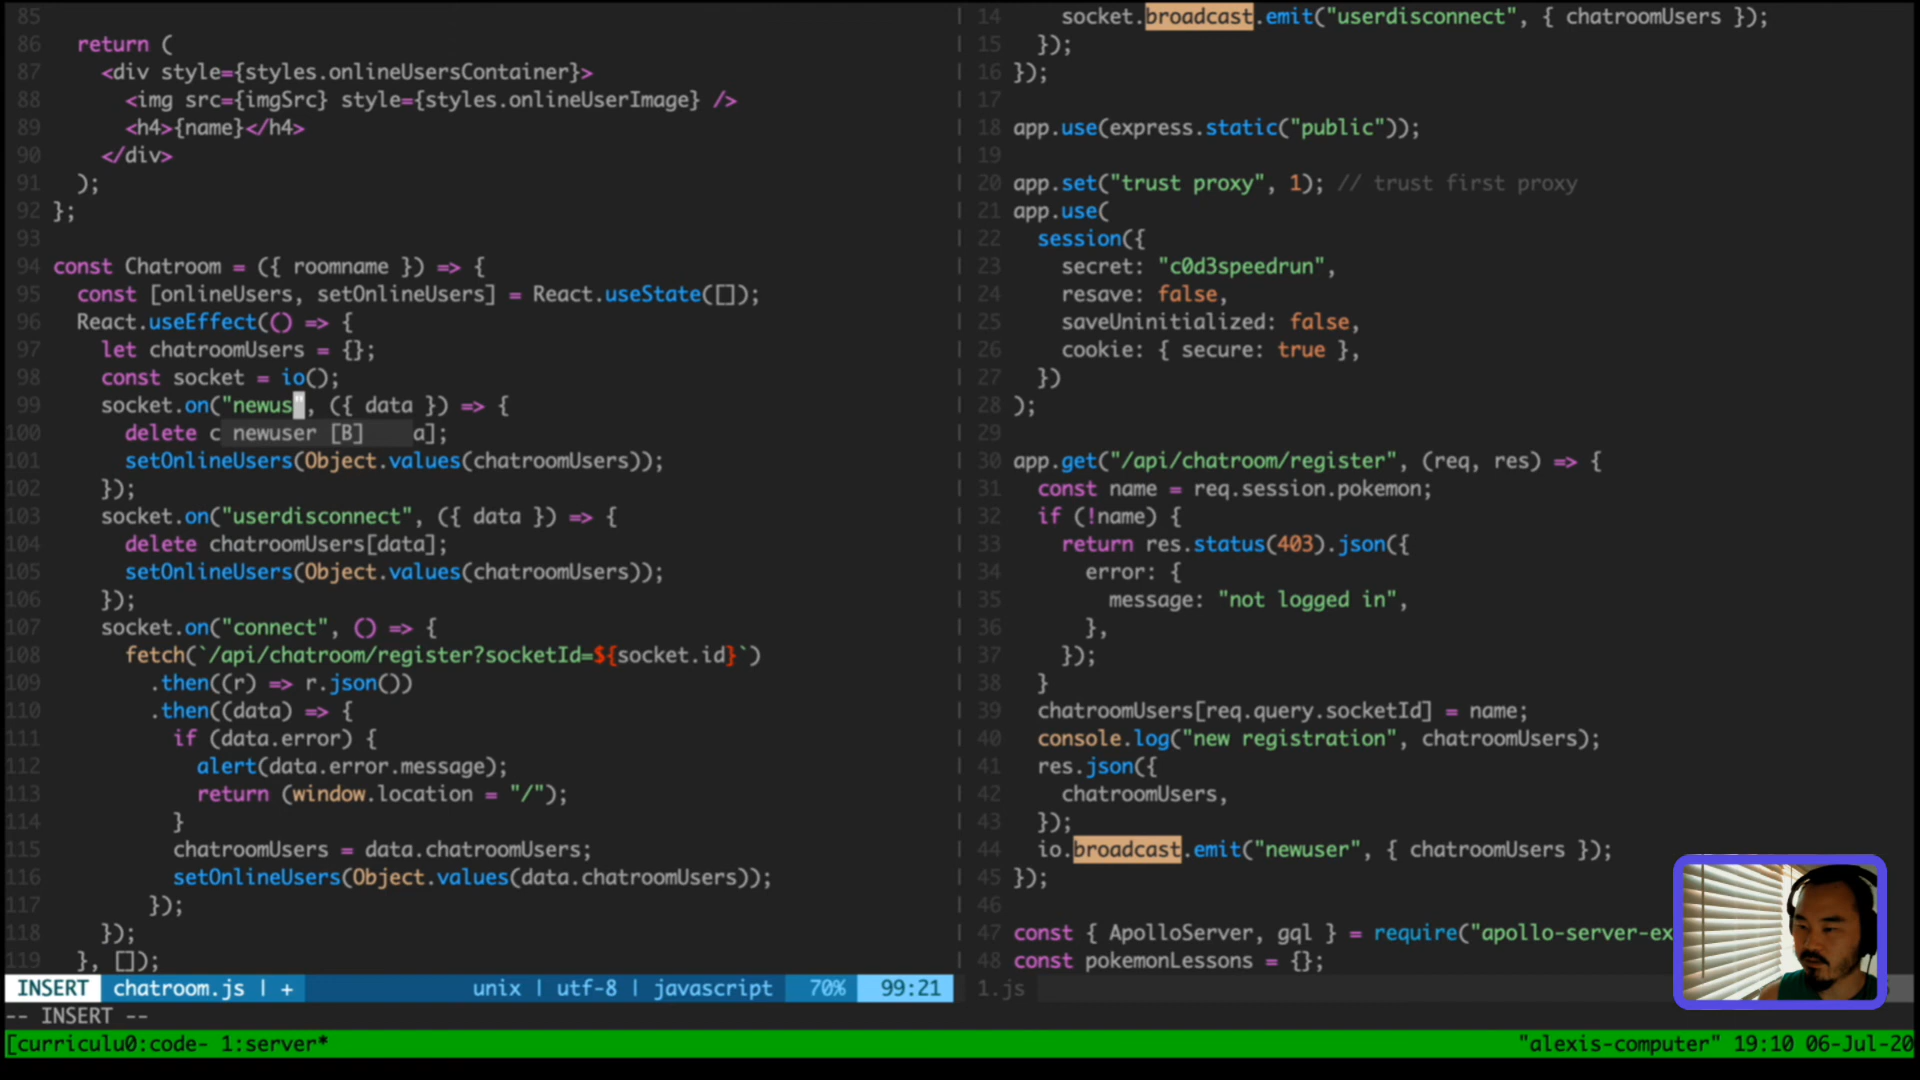 85
86 return (
87 <div style={styles.onlineUsersContainer}>
88 <img src={imgSrc} style={styles.onlineUserImage} />
89 <h4>{name}</h4>
90 </div>
91 );
92 };
93
94 const Chatroom = ({ roomname }) => {
95 const [onlineUsers, setOnlineUsers] = React.useState([]);
96 React.useEffect(() => {
97 let chatroomUsers = {};
98 const socket = io();
99 socket.on("newus", ({ data }) => {
100 delete c newuser [B] a];
101 setOnlineUsers(Object.values(chatroomUsers));
102 });
103 socket.on("userdisconnect", ({ data }) => {
104 delete chatroomUsers[data];
105 setOnlineUsers(Object.values(chatroomUsers));
106 });
107 socket.on("connect", () => {
108 fetch(`/api/chatroom/register?socketId=${socket.id}`)
109 .then((r) => r.json())
110 .then((data) => {
111 if (data.error) {
112 alert(data.error.message);
113 return (window.location = "/");
114 }
115 chatroomUsers = data.chatroomUsers;
116 setOnlineUsers(Object.values(data.chatroomUsers));
117 });
118 });
119 }, []);
INSERT chatroom.js | + unix | utf-8 | javascript 70% 99:21
-- INSERT --
14 socket.broadcast.emit("userdisconnect", { chatroomUsers });
15 });
16 });
17
18 app.use(express.static("public"));
19
20 app.set("trust proxy", 1); // trust first proxy
21 app.use(
22 session({
23 secret: "c0d3speedrun",
24 resave: false,
25 saveUninitialized: false,
26 cookie: { secure: true },
27 })
28 );
29
30 app.get("/api/chatroom/register", (req, res) => {
31 const name = req.session.pokemon;
32 if (!name) {
33 return res.status(403).json({
34 error: {
35 message: "not logged in",
36 },
37 });
38 }
39 chatroomUsers[req.query.socketId] = name;
40 console.log("new registration", chatroomUsers);
41 res.json({
42 chatroomUsers,
43 });
44 io.broadcast.emit("newuser", { chatroomUsers });
45 });
46
47 const { ApolloServer, gql } = require("apollo-server-ex
48 const pokemonLessons = {};
1.js
[curriculu0:code- 1:server* "alexis-computer" 19:10 06-Jul-20